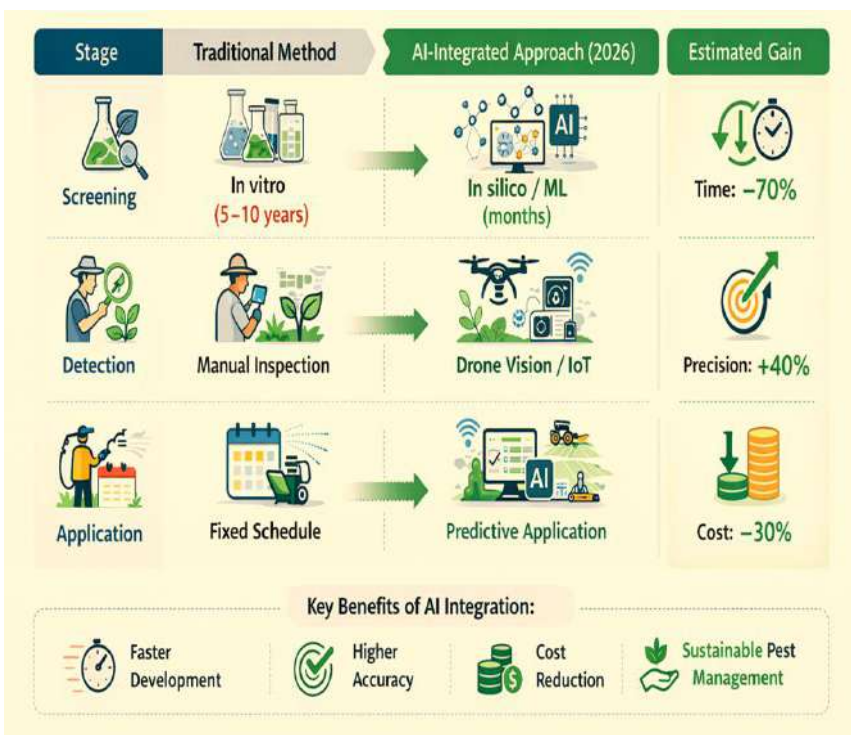 Stage
Traditional Method
AI-Integrated Approach (2026)
Estimated Gain
Screening
In vitro
(5–10 years)
AI
In silico / ML
(months)
Time: –70%
Detection
Manual Inspection
Drone Vision / IoT
Precision: +40%
Application
Fixed Schedule
AI
Predictive Application
Cost: –30%
Key Benefits of AI Integration:
Faster
Development
Higher
Accuracy
$
Cost
Reduction
Sustainable Pest
Management